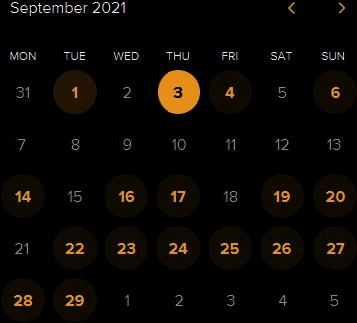 September 2021
MON TUE WED THU FRI SAT SUN
31 1 2 3 4 5 6
7 8 9 10 11 12 13
14 15 16 17 18 19 20
21 22 23 24 25 26 27
28 29 1 2 3 4 5